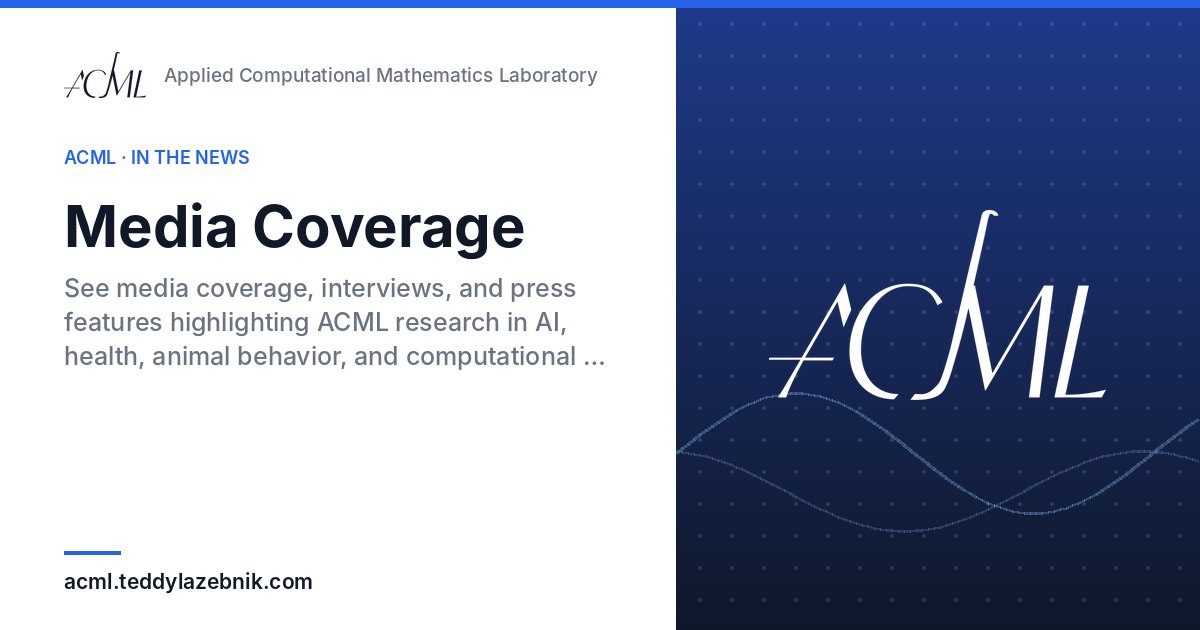 ACML
Applied Computational Mathematics Laboratory
ACML · IN THE NEWS
Media Coverage
See media coverage, interviews, and press
features highlighting ACML research in AI,
health, animal behavior, and computational ...
acml.teddylazebnik.com
ACML